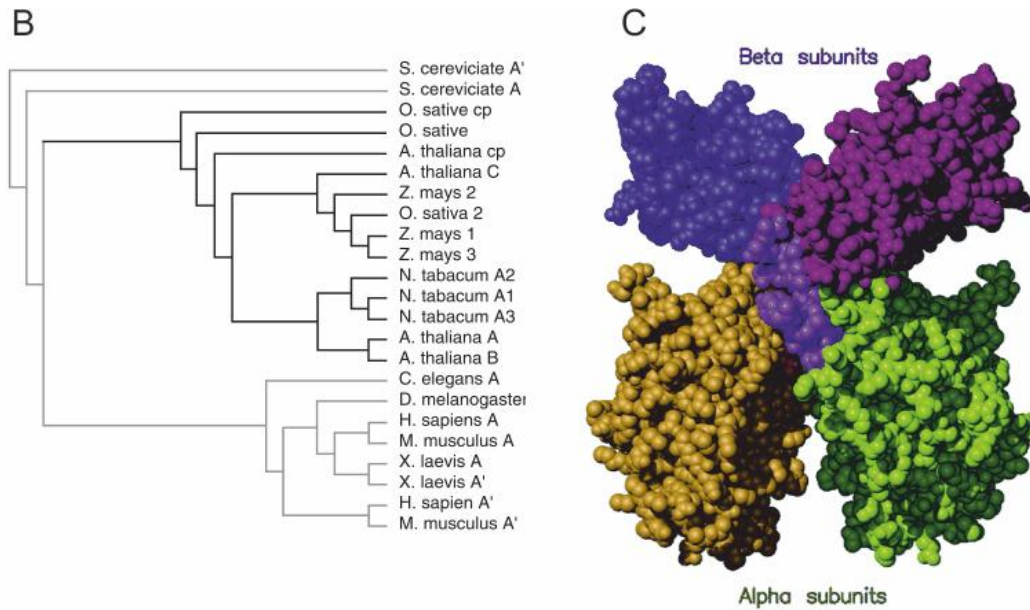 B
S. cereviciate A'
S. cereviciate A
O. sative cp
O. sative
A. thaliana cp
A. thaliana C
Z. mays 2
O. sativa 2
Z. mays 1
Z. mays 3
N. tabacum A2
N. tabacum A1
N. tabacum A3
A. thaliana A
A. thaliana B
C. elegans A
D. melanogaster
H. sapiens A
M. musculus A
X. laevis A
X. laevis A'
H. sapien A'
M. musculus A'
C
Beta subunits
Alpha subunits